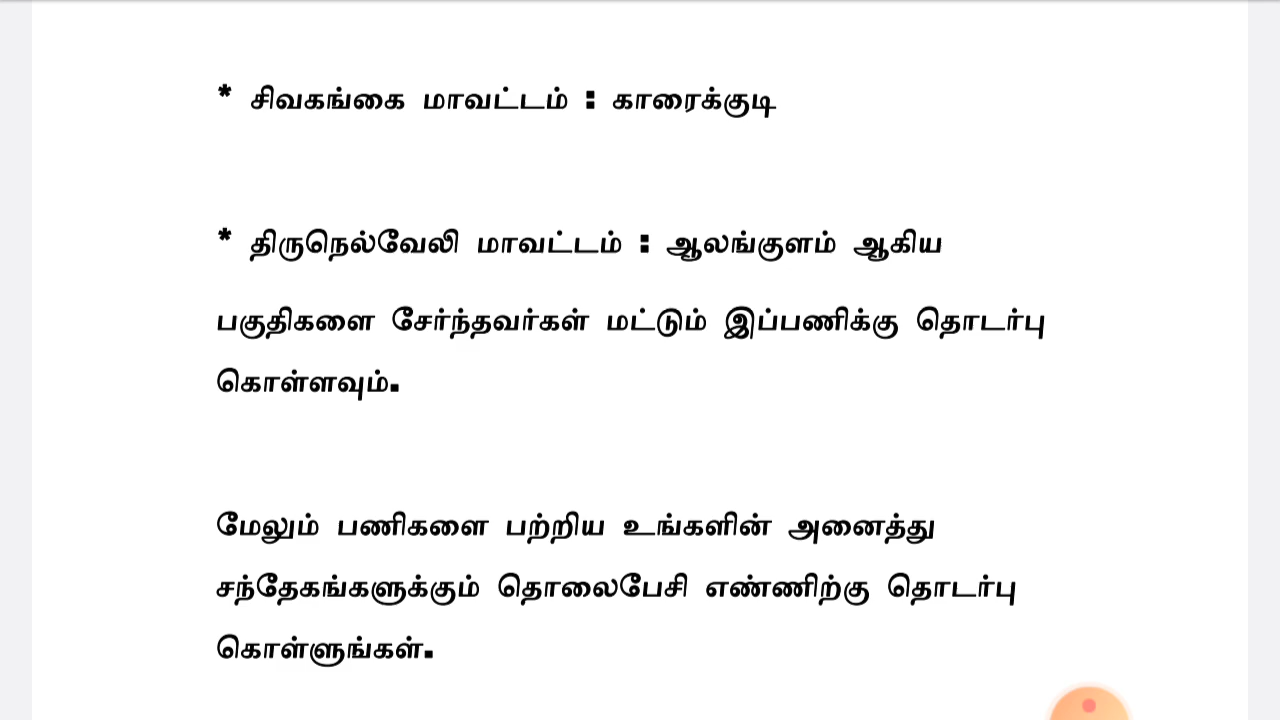 * சிவகங்கை மாவட்டம் : காரைக்குடி
* திருநெல்வேலி மாவட்டம் : ஆலங்குளம் ஆகிய
பகுதிகளை சேர்ந்தவர்கள் மட்டும் இப்பணிக்கு தொடர்பு
கொள்ளவும்.
மேலும் பணிகளை பற்றிய உங்களின் அனைத்து
சந்தேகங்களுக்கும் தொலைபேசி எண்ணிற்கு தொடர்பு
கொள்ளுங்கள்.